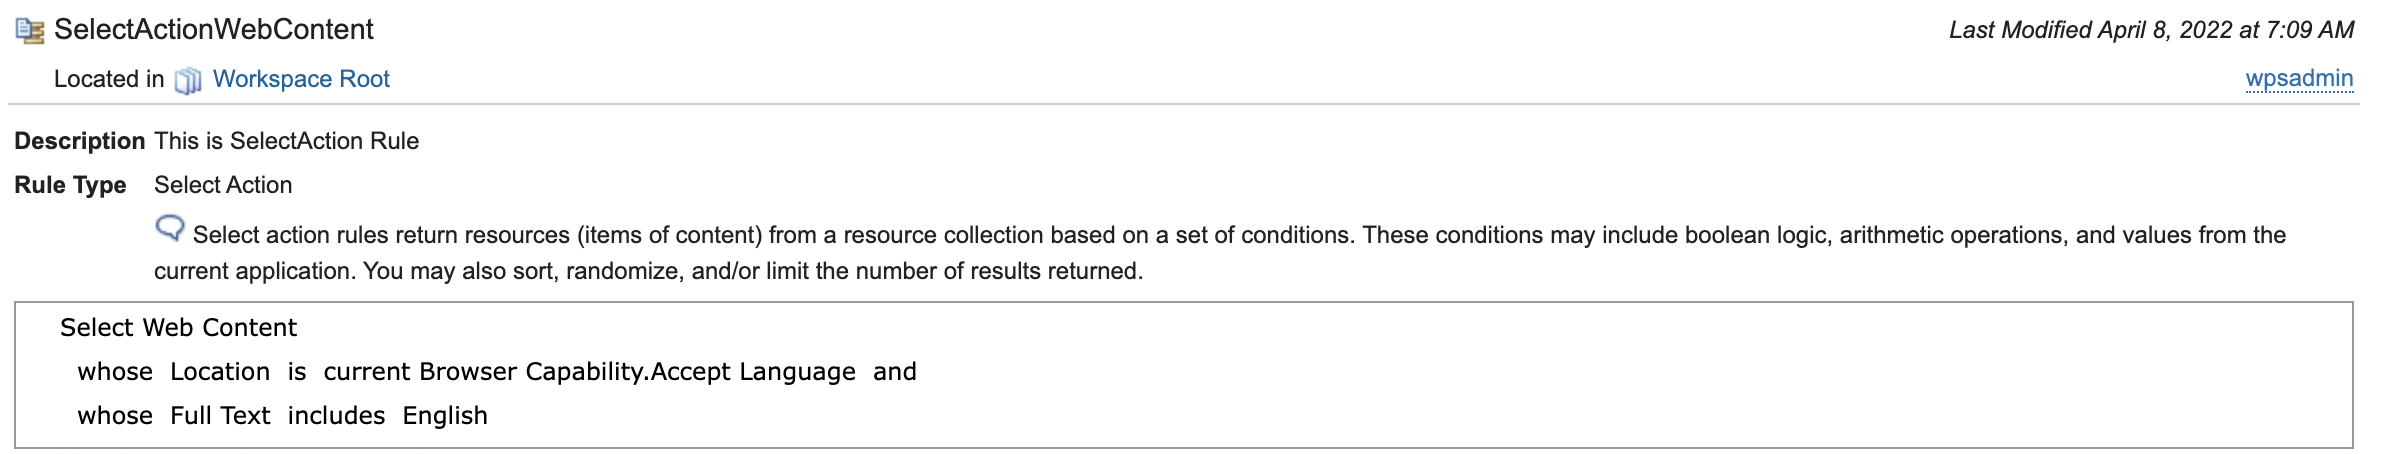 SelectActionWebContent
Last Modified April 8, 2022 at 7:09 AM
Located in Workspace Root
wpsadmin
Description This is SelectAction Rule
Rule Type Select Action
Select action rules return resources (items of content) from a resource collection based on a set of conditions. These conditions may include boolean logic, arithmetic operations, and values from the
current application. You may also sort, randomize, and/or limit the number of results returned.
Select Web Content
whose Location is current Browser Capability.Accept Language and
whose Full Text includes English